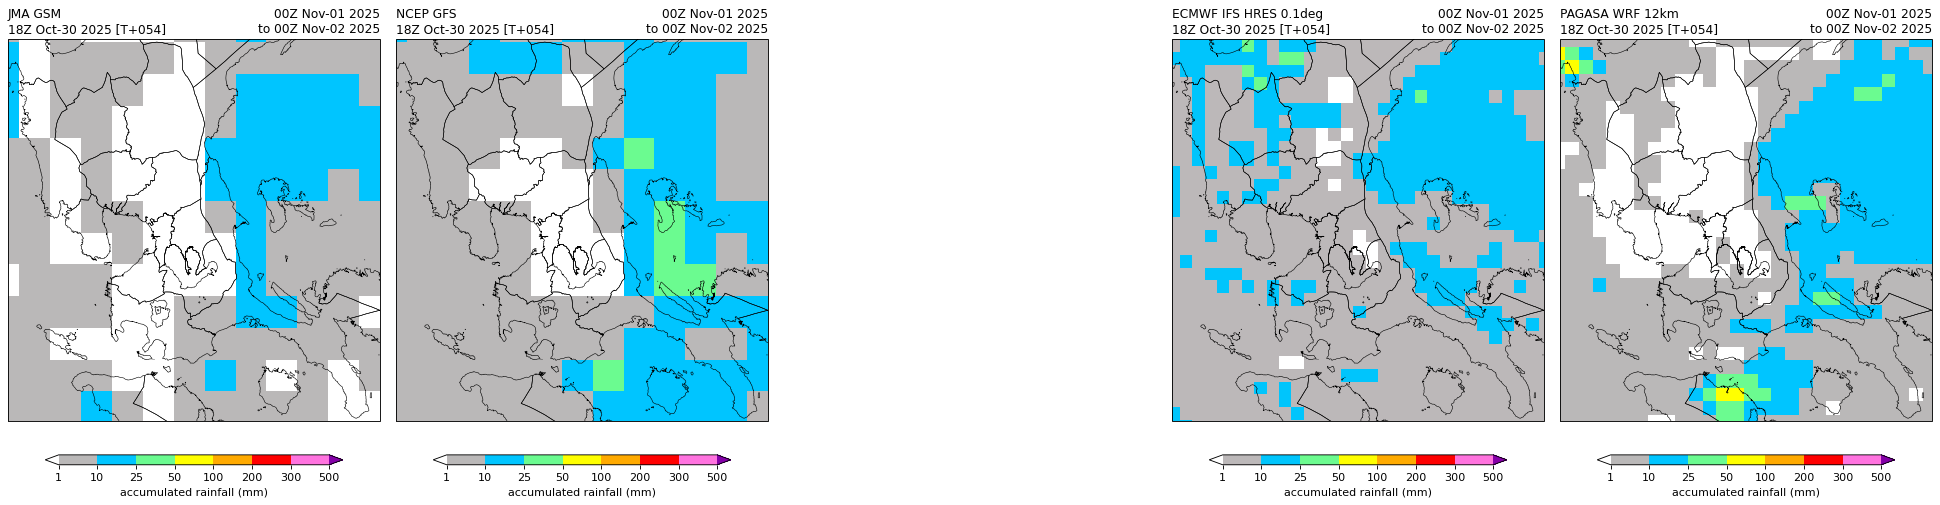 JMA GSM 00Z Nov-01 2025
18Z Oct-30 2025 [T+054] to 00Z Nov-02 2025
NCEP GFS 00Z Nov-01 2025
18Z Oct-30 2025 [T+054] to 00Z Nov-02 2025
ECMWF IFS HRES 0.1deg 00Z Nov-01 2025
18Z Oct-30 2025 [T+054] to 00Z Nov-02 2025
PAGASA WRF 12km 00Z Nov-01 2025
18Z Oct-30 2025 [T+054] to 00Z Nov-02 2025
1 10 25 50 100 200 300 500
accumulated rainfall (mm)
1 10 25 50 100 200 300 500
accumulated rainfall (mm)
1 10 25 50 100 200 300 500
accumulated rainfall (mm)
1 10 25 50 100 200 300 500
accumulated rainfall (mm)